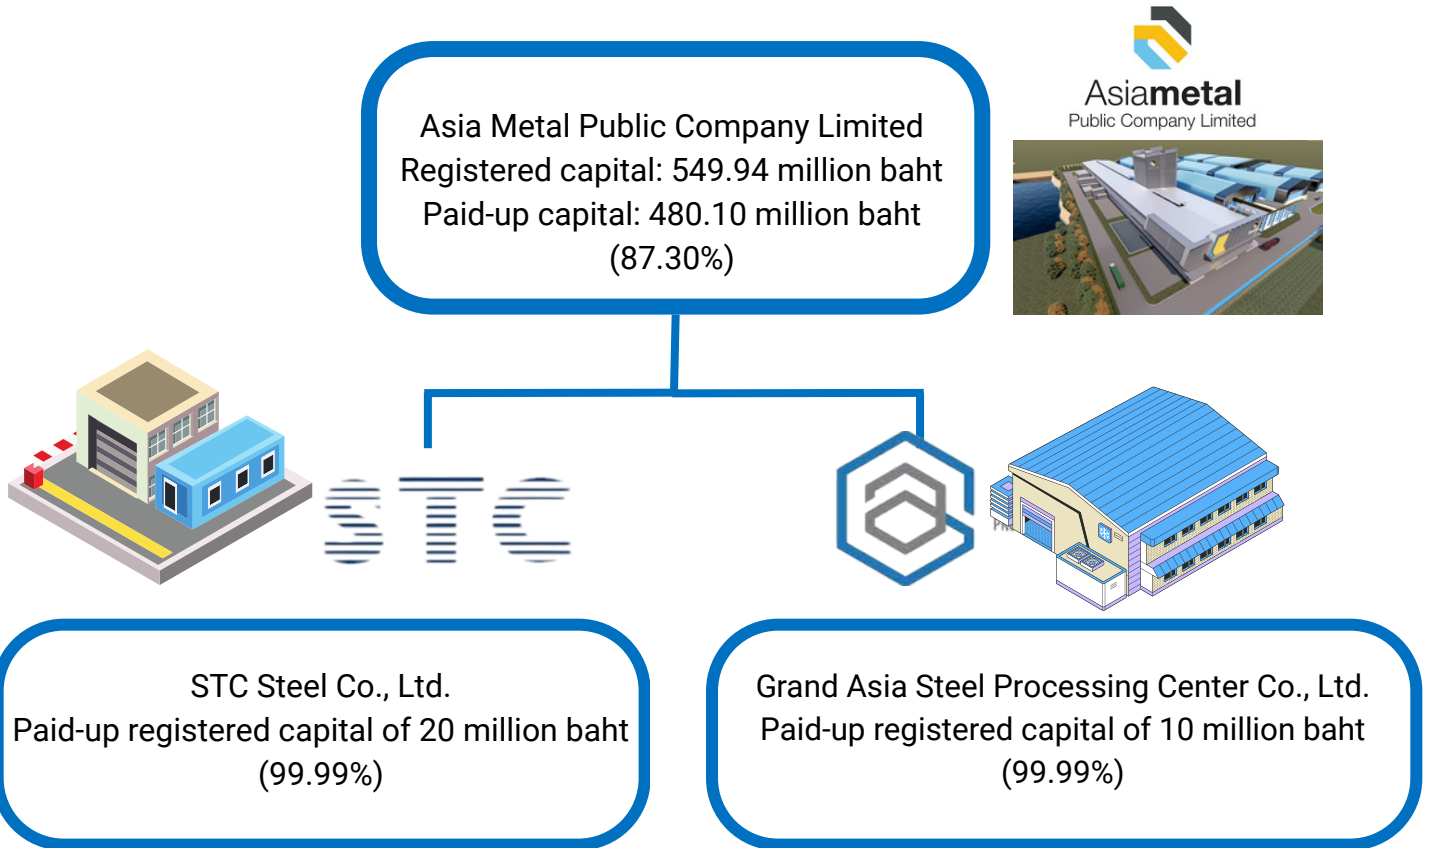 Asiametal
Public Company Limited
Asia Metal Public Company Limited
Registered capital: 549.94 million baht
Paid-up capital: 480.10 million baht
(87.30%)
STC
STC Steel Co., Ltd.
Paid-up registered capital of 20 million baht
(99.99%)
Grand Asia Steel Processing Center Co., Ltd.
Paid-up registered capital of 10 million baht
(99.99%)